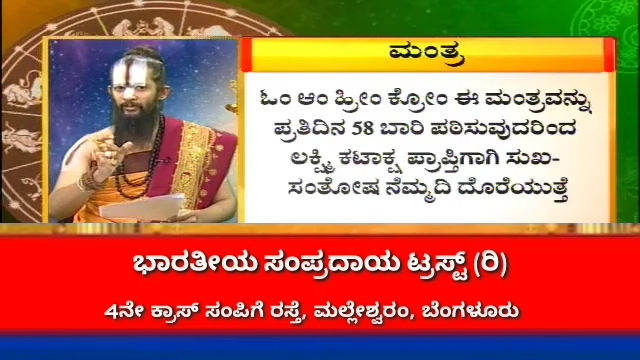 ಮಂತ್ರ
ಓಂ ಆಂ ಹ್ರೀಂ ಕ್ರೋಂ ಈ ಮಂತ್ರವನ್ನು
ಪ್ರತಿದಿನ 58 ಬಾರಿ ಪಠಿಸುವುದರಿಂದ
ಲಕ್ಷ್ಮಿ ಕಟಾಕ್ಷ ಪ್ರಾಪ್ತಿಗಾಗಿ ಸುಖ-
ಸಂತೋಷ ನೆಮ್ಮದಿ ದೊರೆಯುತ್ತೆ
ಭಾರತೀಯ ಸಂಪ್ರದಾಯ ಟ್ರಸ್ಟ್ (ರಿ)
4ನೇ ಕ್ರಾಸ್ ಸಂಪಿಗೆ ರಸ್ತೆ, ಮಲ್ಲೇಶ್ವರಂ, ಬೆಂಗಳೂರು